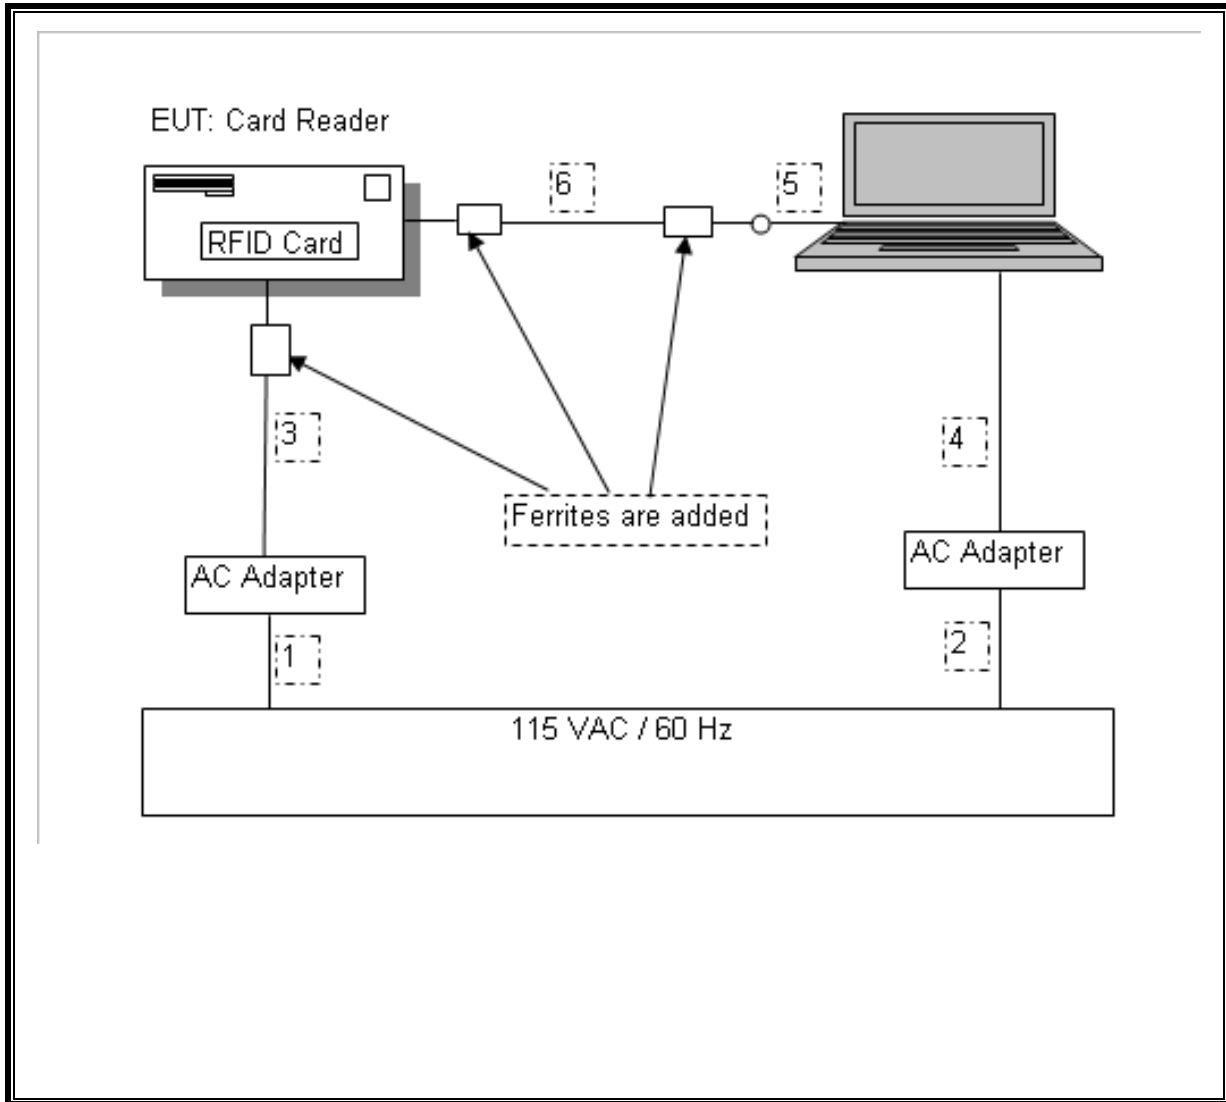 EUT: Card Reader
6
5
RFID Card
3
4
Ferrites are added
AC Adapter
AC Adapter
1
2
115 VAC / 60 Hz